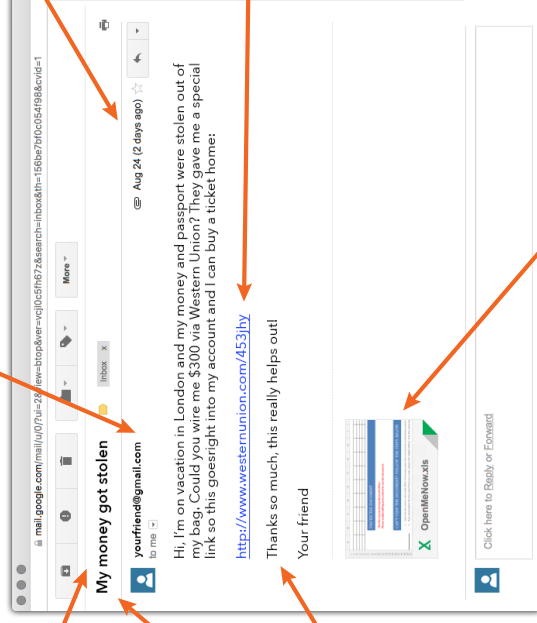 mail.google.com/mail/u/0/?ui=2&view=btop&ver=vcjl0c5fh67z&search=inbox&th=156be7bf0c054f98&cvid=1
More
My money got stolen
Inbox x
yourfriend@gmail.com
Aug 24 (2 days ago)
to me
Hi, I'm on vacation in London and my money and passport were stolen out of
my bag. Could you wire me $300 via Western Union? They gave me a special
link so this goesright into my account and I can buy a ticket home:
http://www.westernunion.com/453jhy
Thanks so much, this really helps out!
Your friend
X OpenMeNow.xls
Click here to Reply or Forward